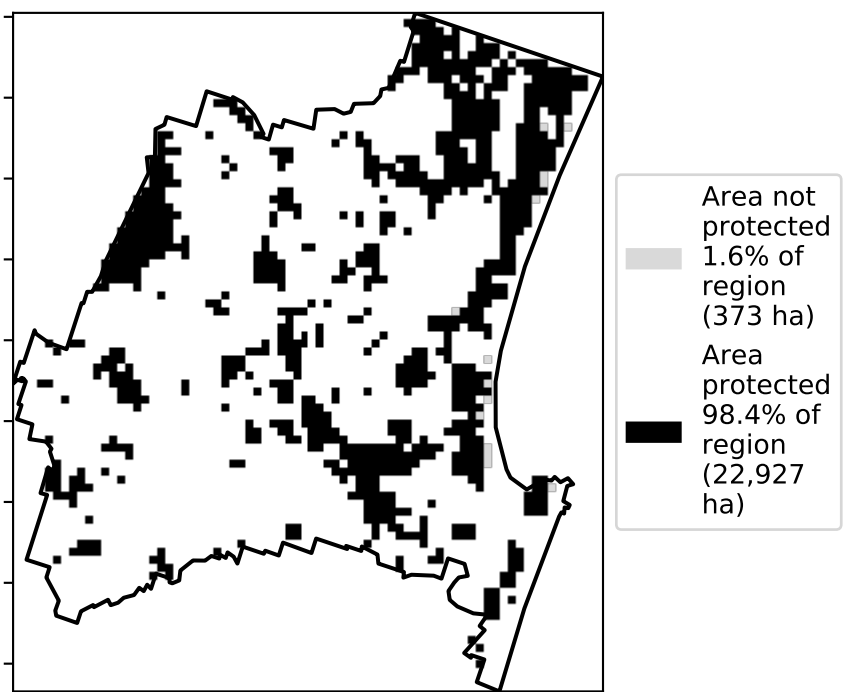 Area not
protected
1.6% of
region
(373 ha)
Area
protected
98.4% of
region
(22,927
ha)